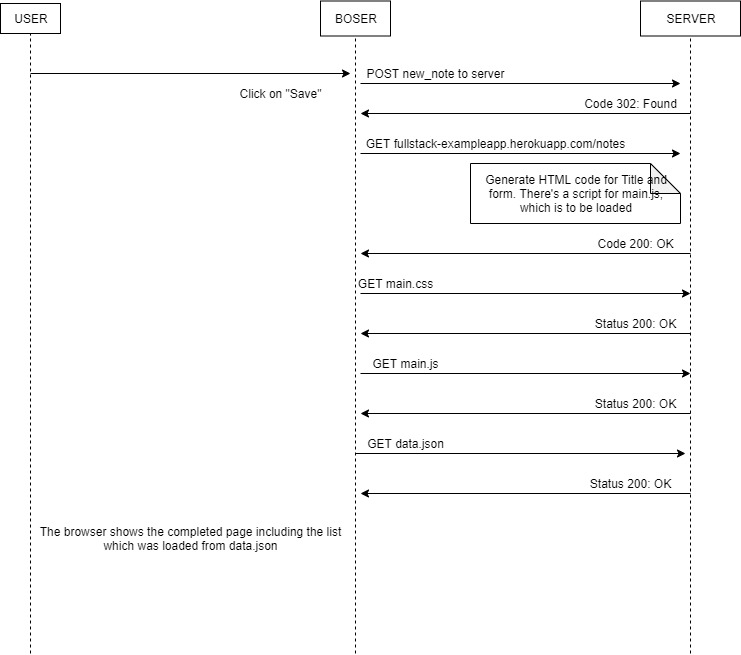 USER
BOSER
SERVER
POST new_note to server
Click on "Save"
Code 302: Found
GET fullstack-exampleapp.herokuapp.com/notes
Generate HTML code for Title and
form. There's a script for main.js,
which is to be loaded
Code 200: OK
GET main.css
Status 200: OK
GET main.js
Status 200: OK
GET data.json
Status 200: OK
The browser shows the completed page including the list
which was loaded from data.json